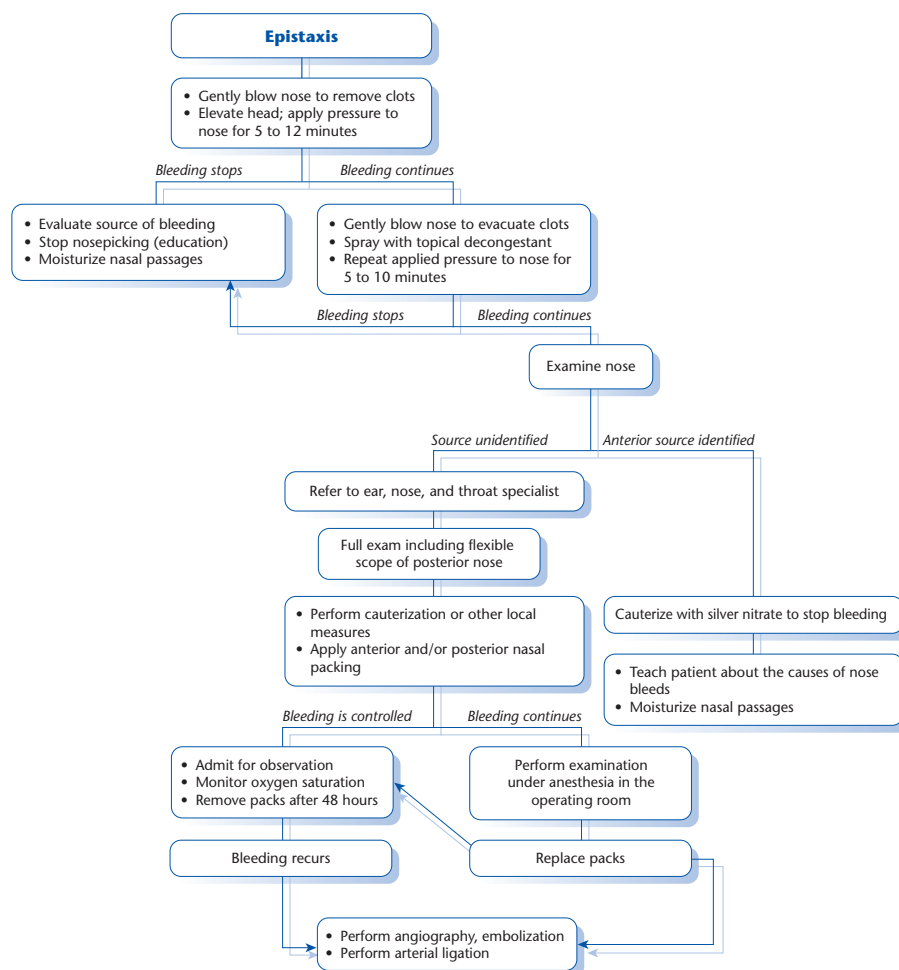 Epistaxis
• Gently blow nose to remove clots
• Elevate head; apply pressure to
nose for 5 to 12 minutes
Bleeding stops
Bleeding continues
• Evaluate source of bleeding
• Stop nosepicking (education)
• Moisturize nasal passages
• Gently blow nose to evacuate clots
• Spray with topical decongestant
• Repeat applied pressure to nose for
5 to 10 minutes
Bleeding stops
Bleeding continues
Examine nose
Source unidentified
Anterior source identified
Refer to ear, nose, and throat specialist
Full exam including flexible
scope of posterior nose
• Perform cauterization or other local
measures
• Apply anterior and/or posterior nasal
packing
Cauterize with silver nitrate to stop bleeding
• Teach patient about the causes of nose
bleeds
• Moisturize nasal passages
Bleeding is controlled
Bleeding continues
• Admit for observation
• Monitor oxygen saturation
• Remove packs after 48 hours
Perform examination
under anesthesia in the
operating room
Bleeding recurs
Replace packs
• Perform angiography, embolization
• Perform arterial ligation